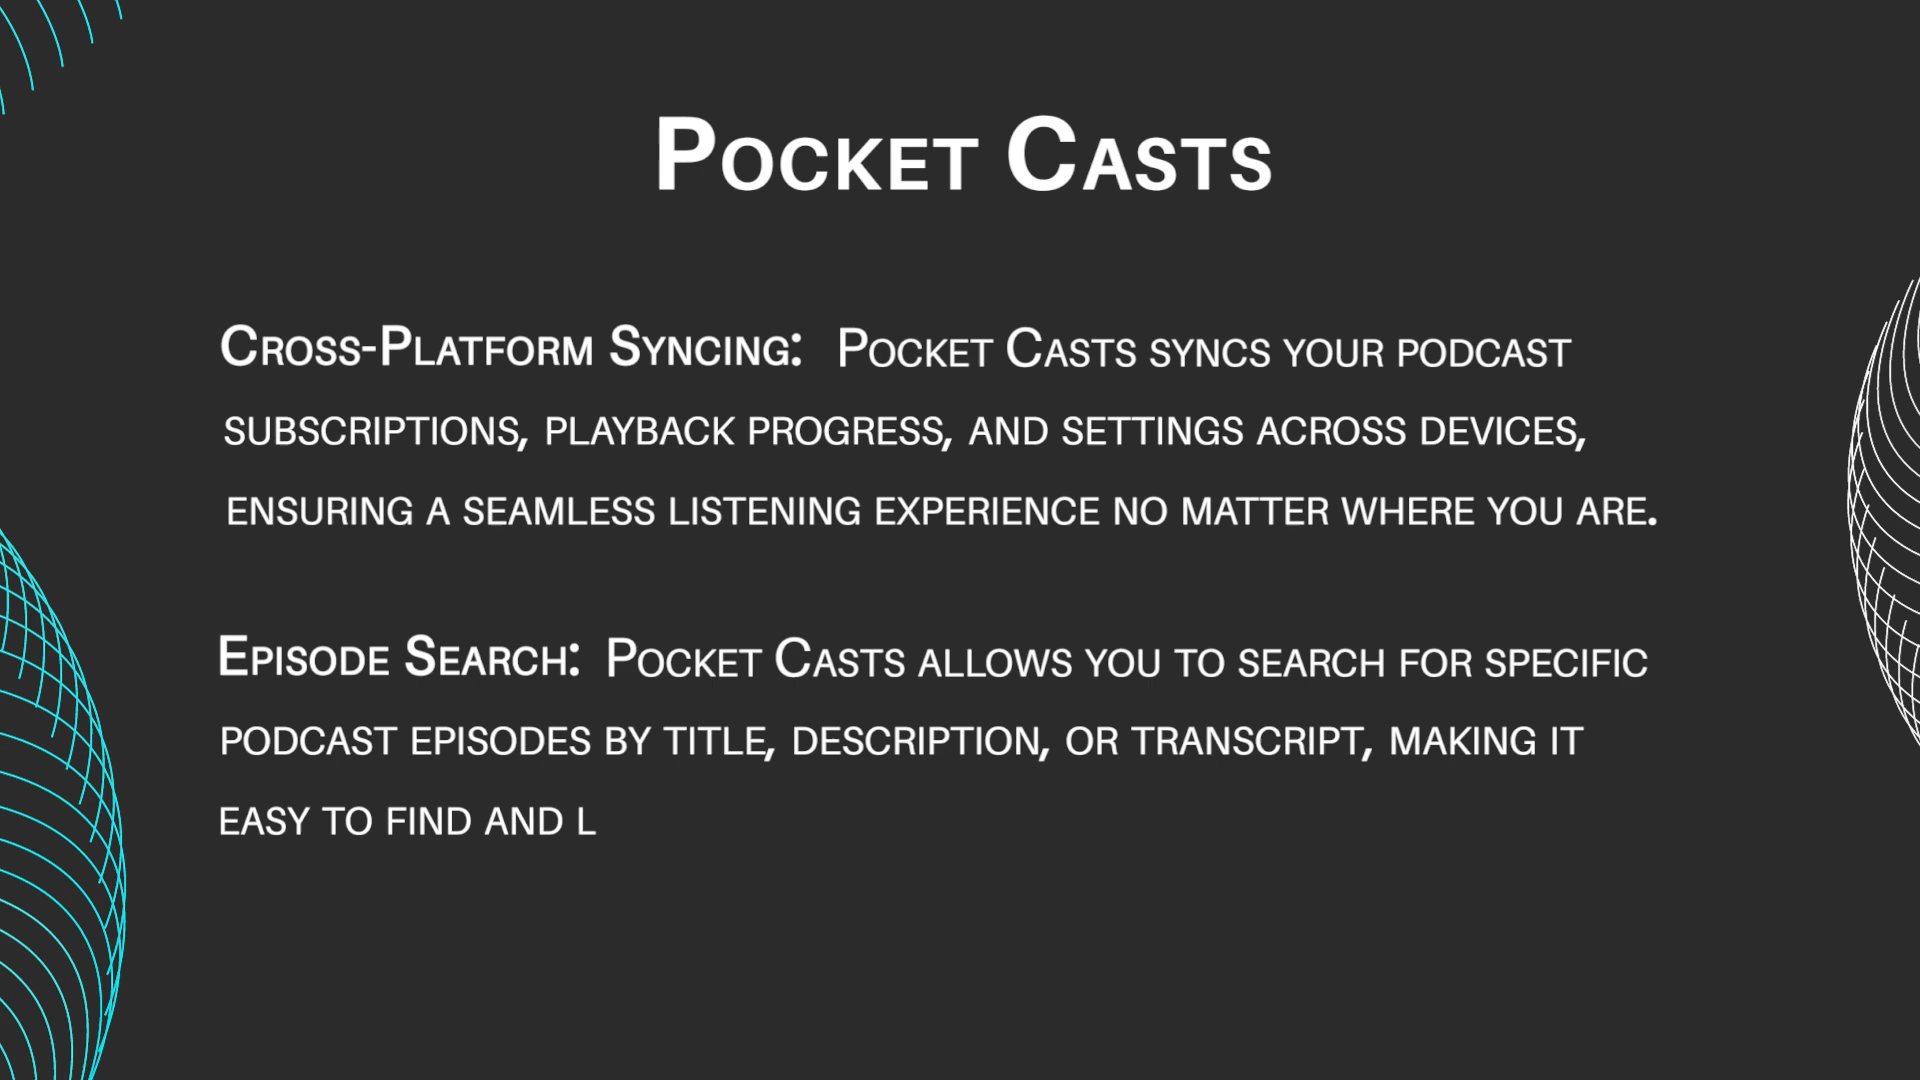 Pocket Casts
Cross-Platform Syncing: Pocket Casts syncs your podcast
subscriptions, playback progress, and settings across devices,
ensuring a seamless listening experience no matter where you are.
Episode Search: Pocket Casts allows you to search for specific
podcast episodes by title, description, or transcript, making it
easy to find and l